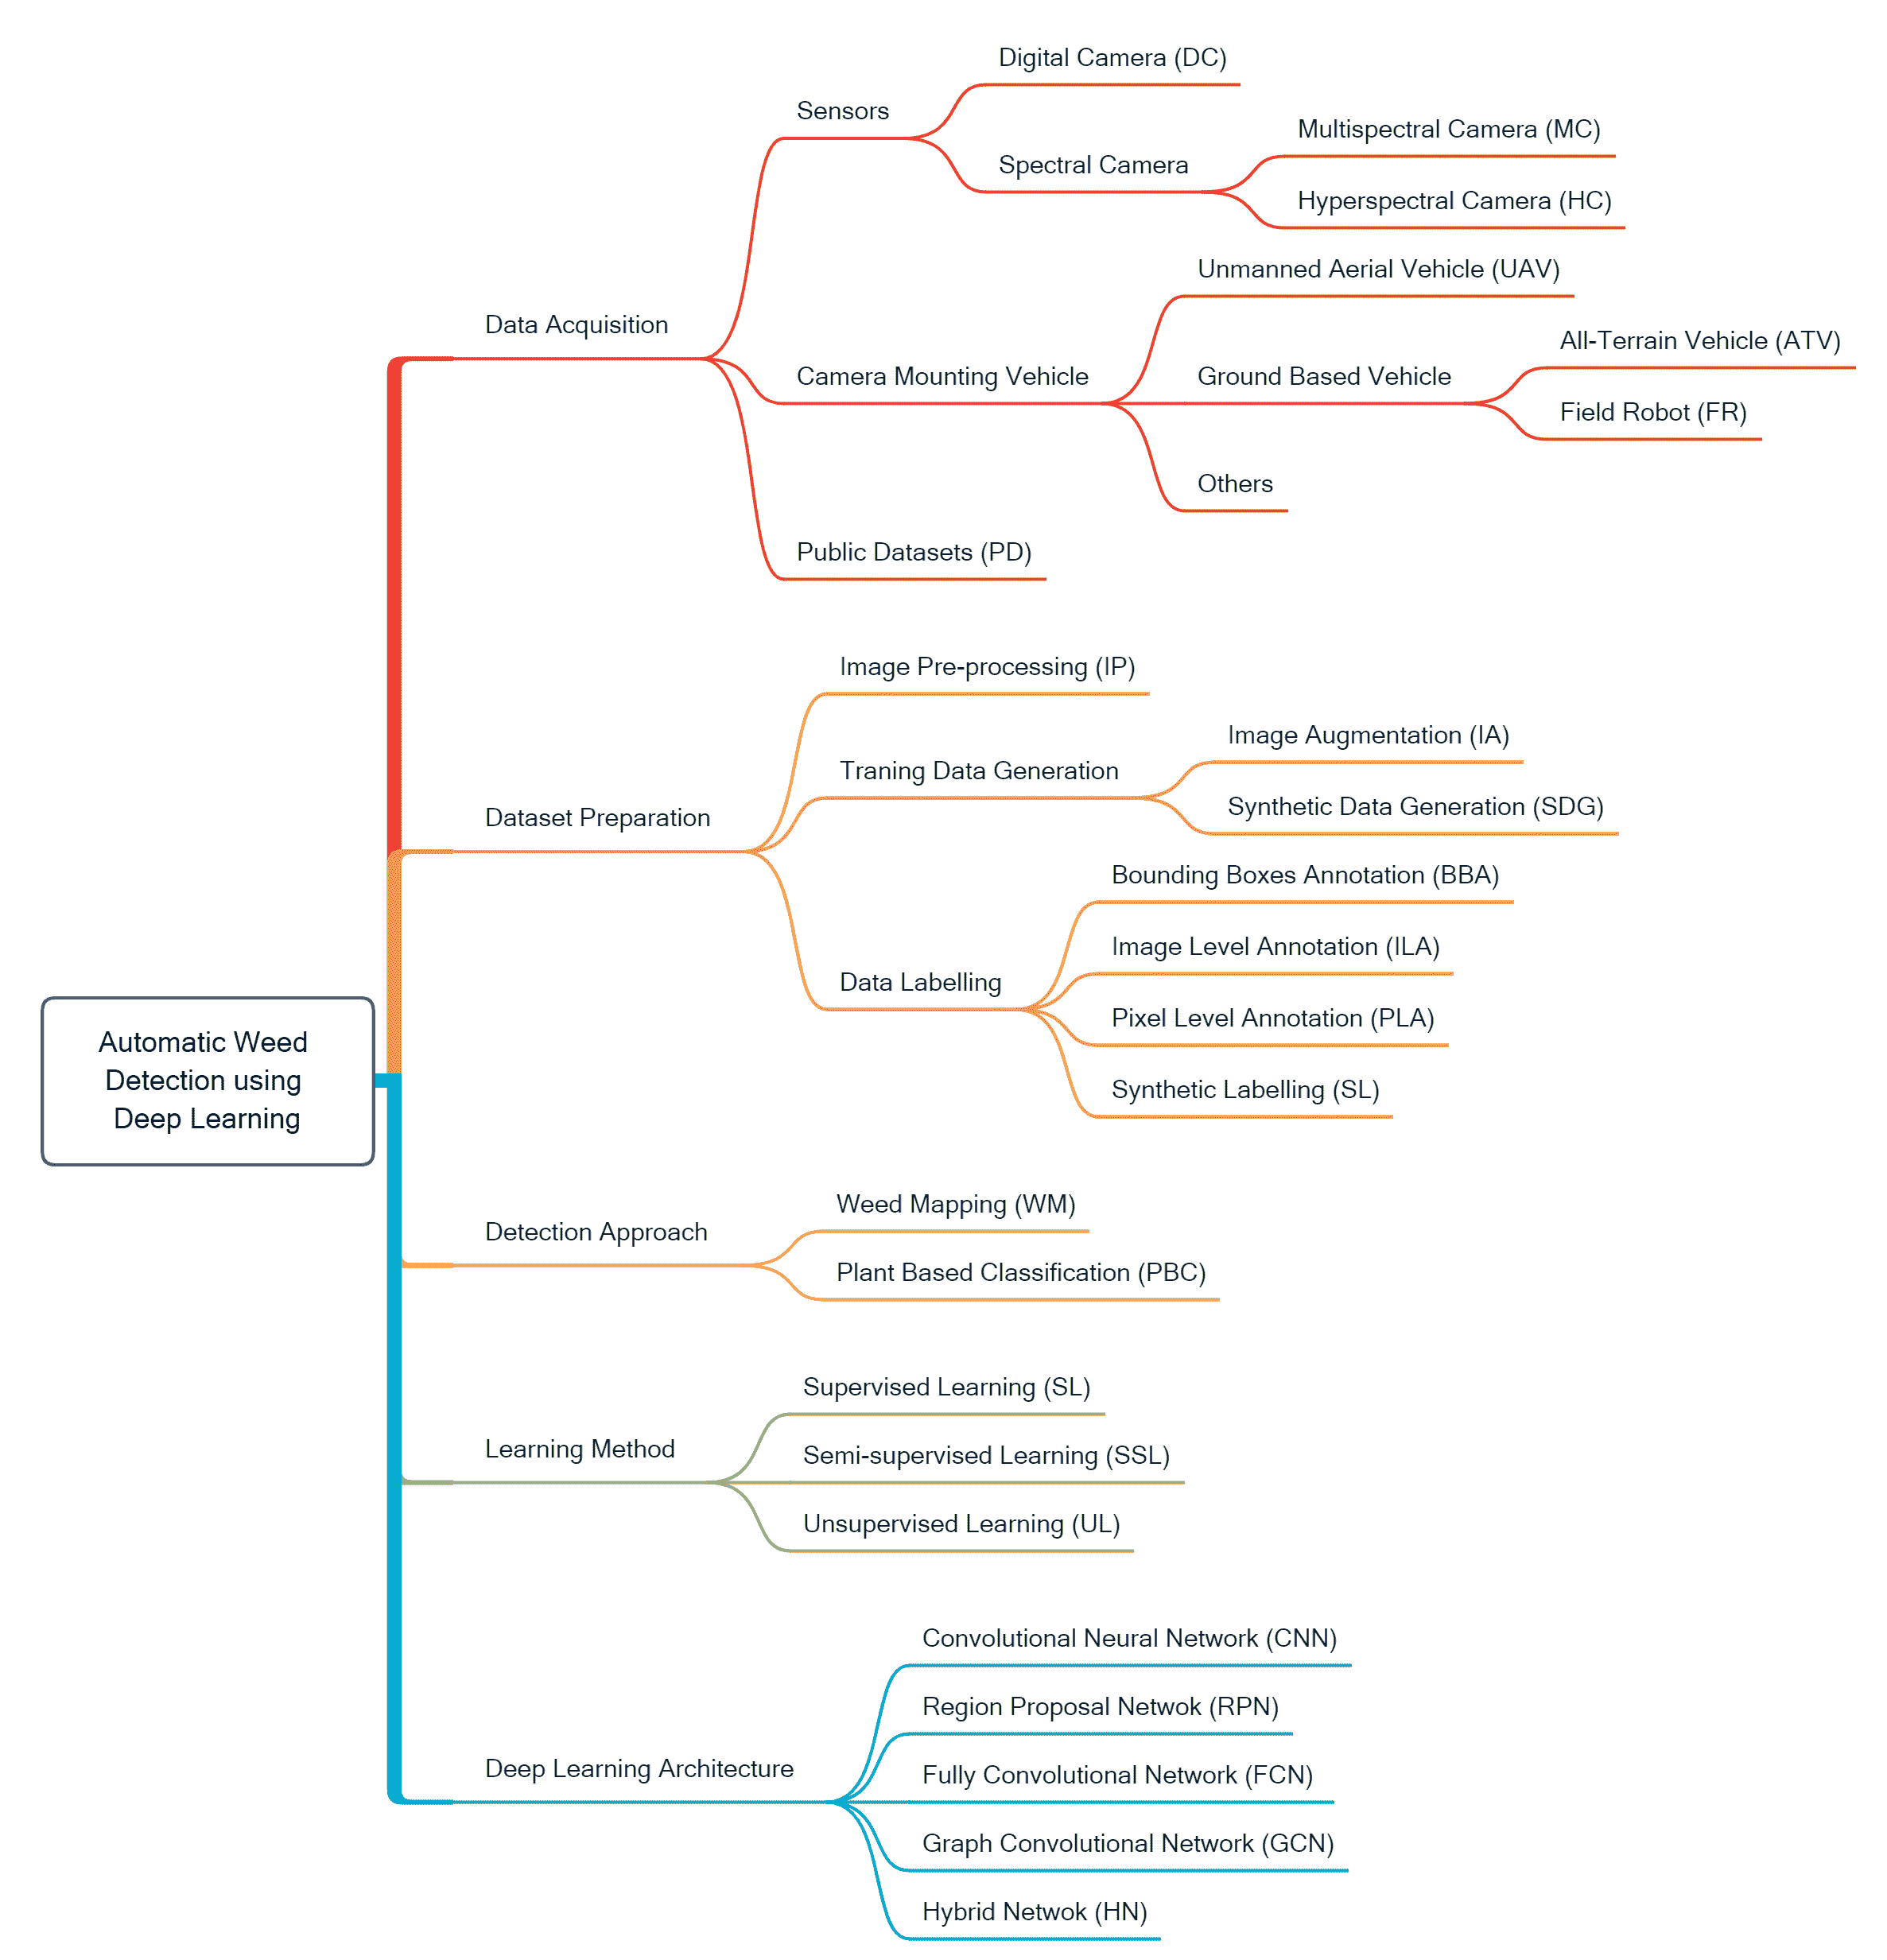 Digital Camera (DC)
Sensors
Multispectral Camera (MC)
Spectral Camera
Hyperspectral Camera (HC)
Unmanned Aerial Vehicle (UAV)
Data Acquisition
All-Terrain Vehicle (ATV)
Camera Mounting Vehicle
Ground Based Vehicle
Field Robot (FR)
Others
Public Datasets (PD)
Image Pre-processing (IP)
Image Augmentation (IA)
Traning Data Generation
Synthetic Data Generation (SDG)
Dataset Preparation
Bounding Boxes Annotation (BBA)
Image Level Annotation (ILA)
Data Labelling
Pixel Level Annotation (PLA)
Synthetic Labelling (SL)
Automatic Weed
Detection using
Deep Learning
Weed Mapping (WM)
Detection Approach
Plant Based Classification (PBC)
Supervised Learning (SL)
Learning Method
Semi-supervised Learning (SSL)
Unsupervised Learning (UL)
Convolutional Neural Network (CNN)
Region Proposal Netwok (RPN)
Deep Learning Architecture
Fully Convolutional Network (FCN)
Graph Convolutional Network (GCN)
Hybrid Netwok (HN)